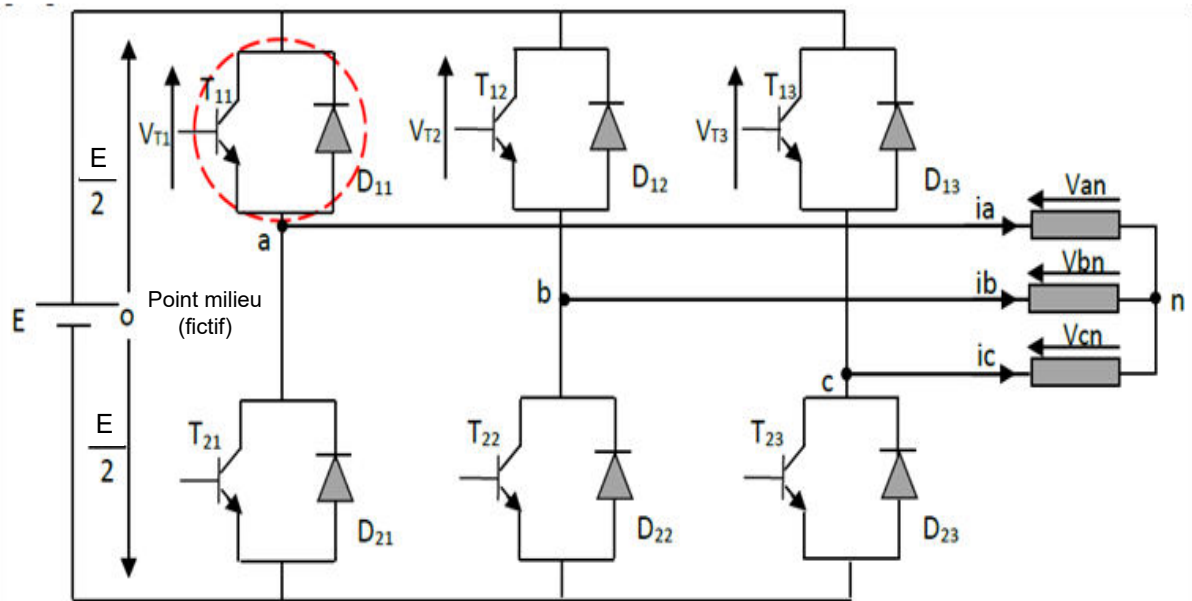 T11
T12
T13
VT1
VT2
VT3
D11
D12
D13
E
2
a
ia
Van
b
ib
Vbn
n
E
o
Point milieu
(fictif)
c
ic
Vcn
E
2
T21
T22
T23
D21
D22
D23